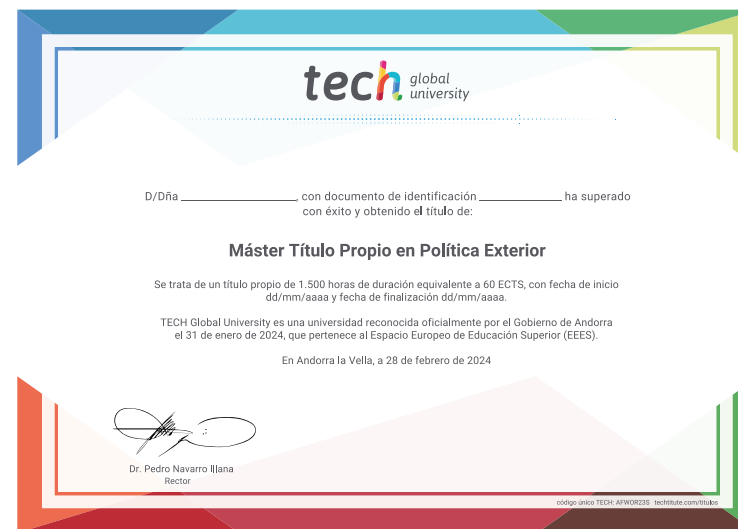 tech global university
D/Dña ____________, con documento de identificación ____________ ha superado
con éxito y obtenido el título de:
Máster Título Propio en Política Exterior
Se trata de un título propio de 1.500 horas de duración equivalente a 60 ECTS, con fecha de inicio
dd/mm/aaaa y fecha de finalización dd/mm/aaaa.
TECH Global University es una universidad reconocida oficialmente por el Gobierno de Andorra
el 31 de enero de 2024, que pertenece al Espacio Europeo de Educación Superior (EEES).
En Andorra la Vella, a 28 de febrero de 2024
Dr. Pedro Navarro Illana
Rector
código único TECH: AFWOR23S techtitute.com/titulos